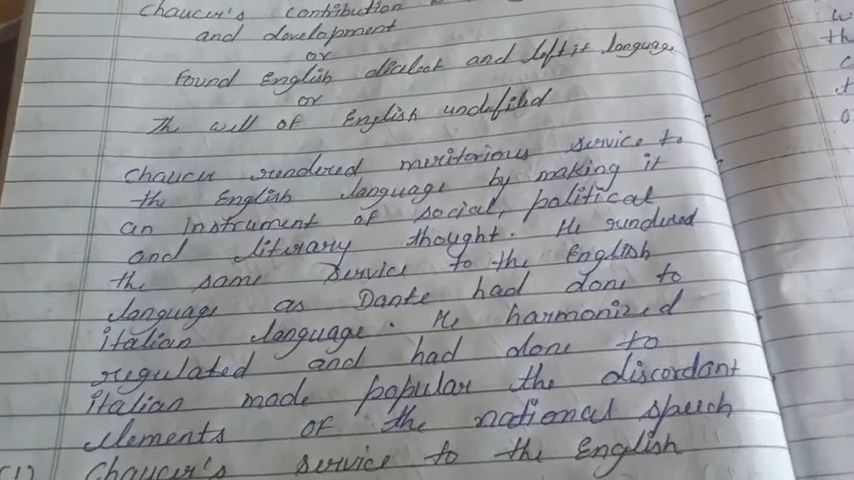 Chaucer's contribution
and development
or
found English dialect and left it language
or
The well of English undefiled
Chaucer rendered meritorious service to
the English language by making it
an instrument of social, political
and literary thought. He rendered
the same service to the English
language as Dante had done to
italian language. He harmonized
regulated and had done to
italian made popular the discordant
elements of the national speech
(1) Chaucer's service to the English